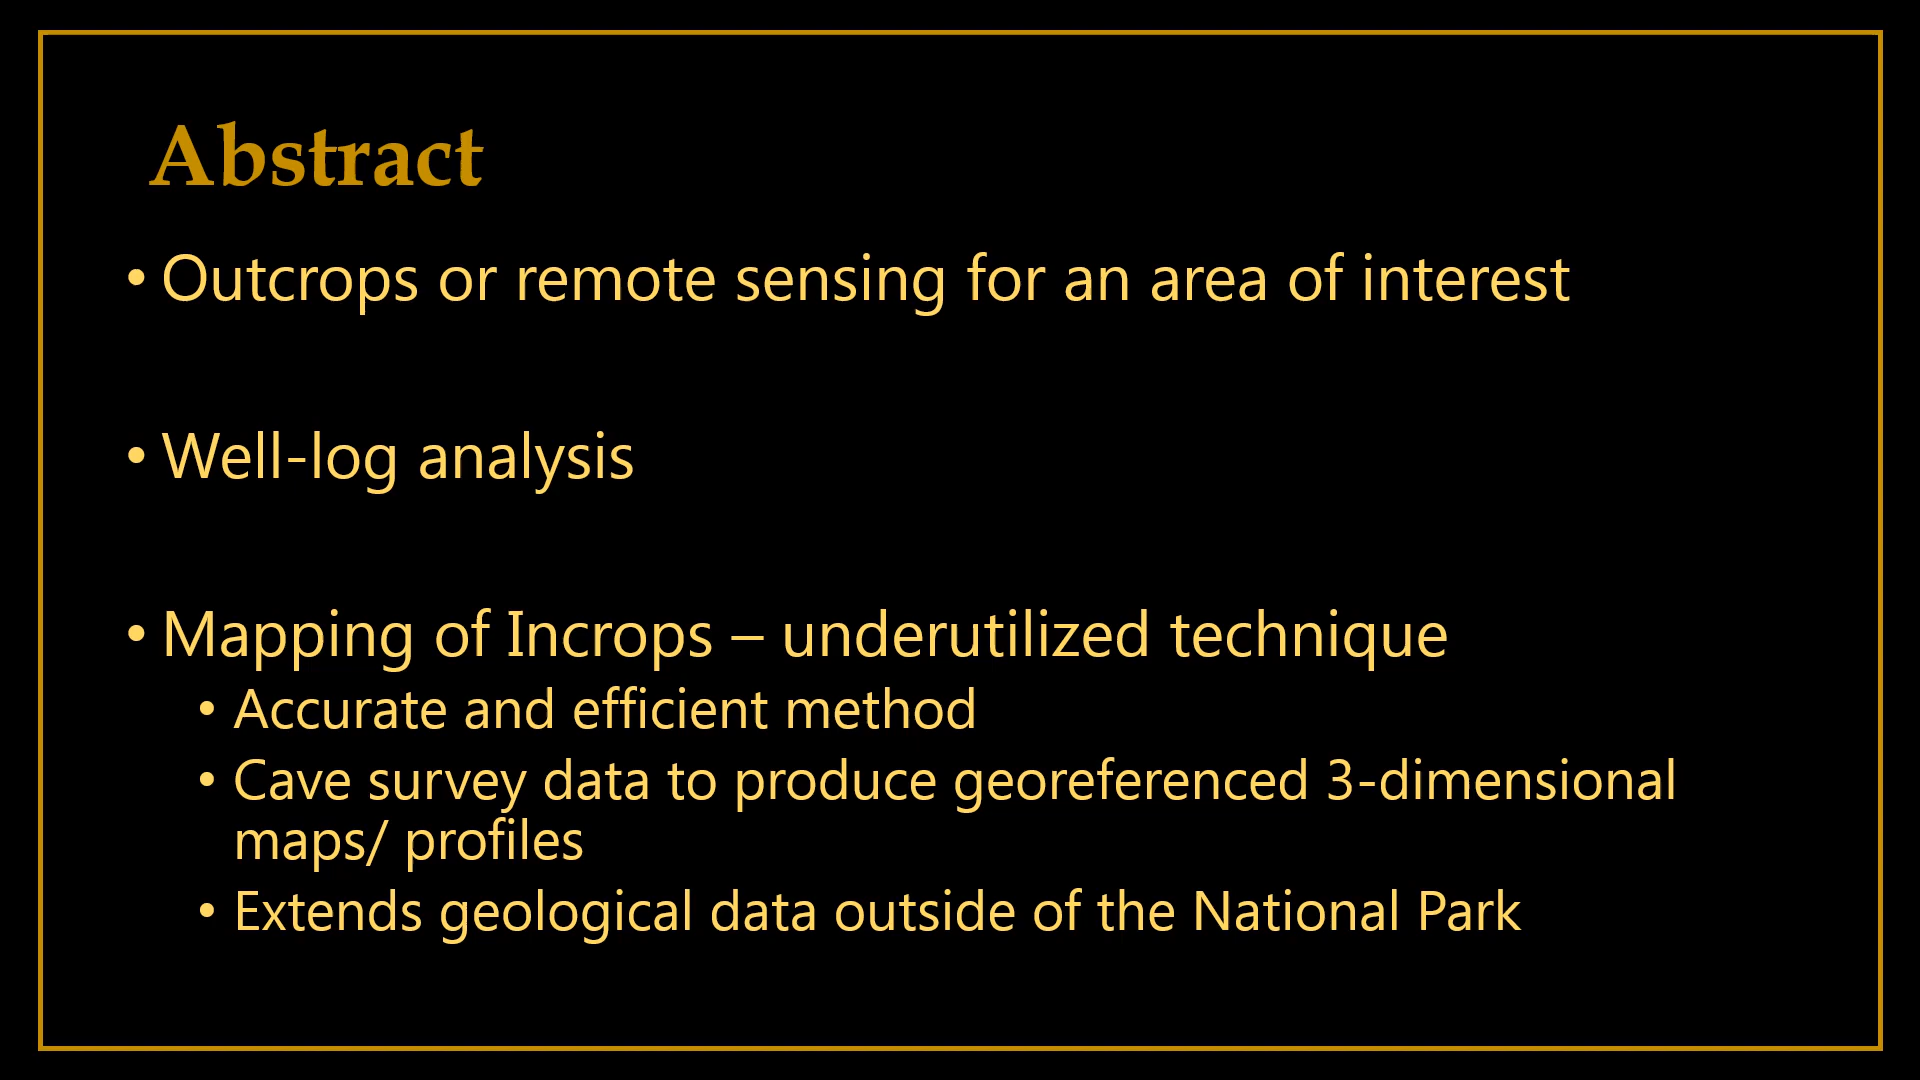 Abstract
• Outcrops or remote sensing for an area of interest
• Well-log analysis
• Mapping of Incrops – underutilized technique
• Accurate and efficient method
• Cave survey data to produce georeferenced 3-dimensional
maps/ profiles
• Extends geological data outside of the National Park